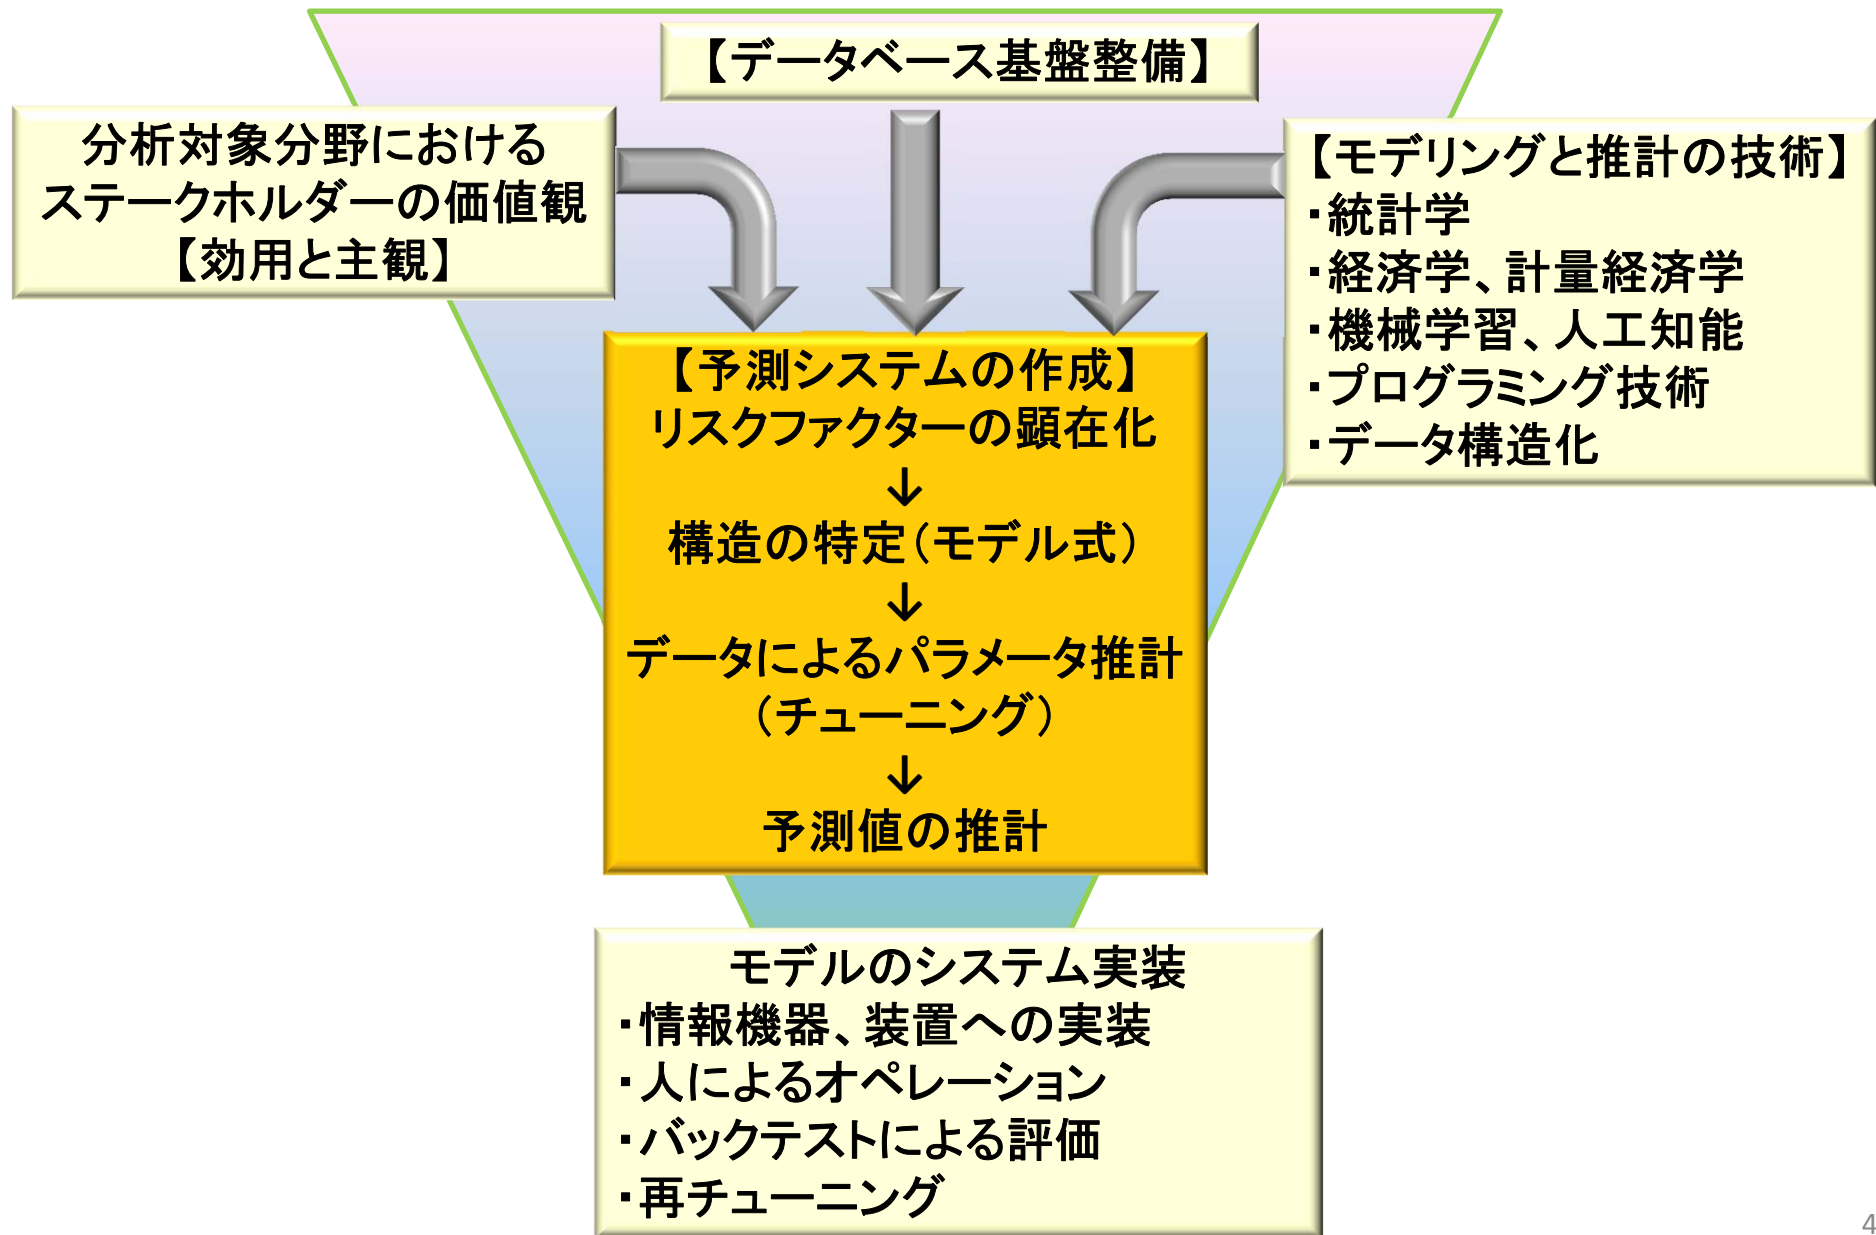 【データベース基盤整備】
分析対象分野における
ステークホルダーの価値観
【効用と主観】
【モデリングと推計の技術】
・統計学
・経済学、計量経済学
・機械学習、人工知能
・プログラミング技術
・データ構造化
【予測システムの作成】
リスクファクターの顕在化
↓
構造の特定（モデル式）
↓
データによるパラメータ推計
（チューニング）
↓
予測値の推計
モデルのシステム実装
・情報機器、装置への実装
・人によるオペレーション
・バックテストによる評価
・再チューニング
4